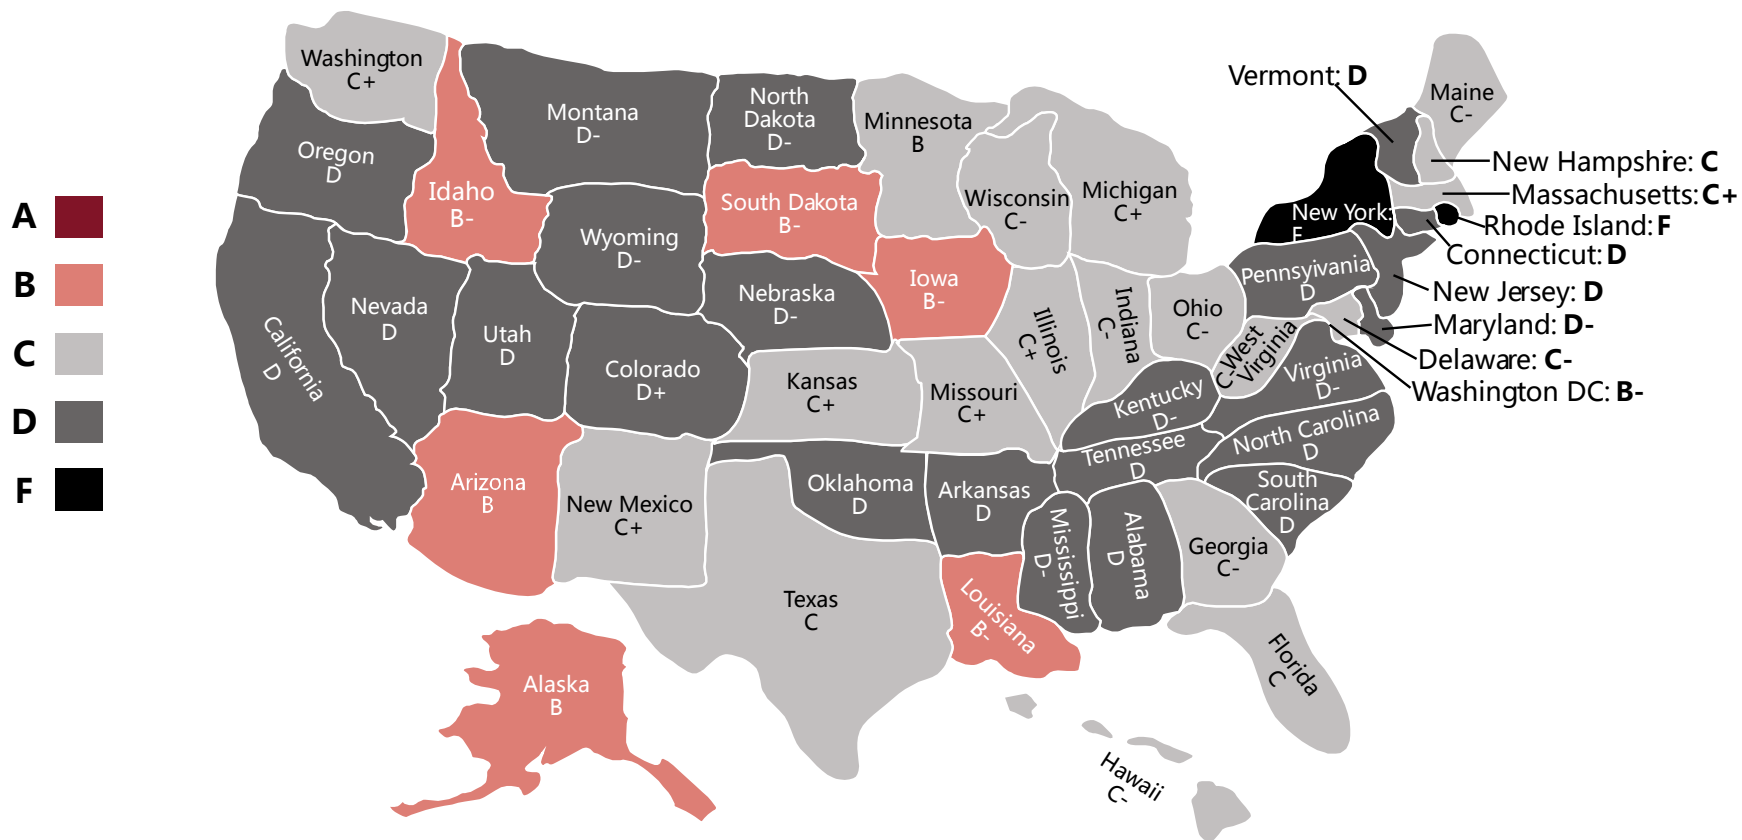 A
B
C
D
F
Washington
C+
Oregon
D
California
D
Nevada
D
Idaho
B-
Montana
D-
Wyoming
D-
Utah
D
Colorado
D+
Arizona
B
New Mexico
C+
North
Dakota
D-
South Dakota
B-
Nebraska
D-
Kansas
C+
Oklahoma
D
Texas
C
Minnesota
B
Iowa
B-
Missouri
C+
Arkansas
D
Louisiana
B-
Wisconsin
C-
Illinois
C+
Michigan
C+
Indiana
C-
Ohio
C-
Kentucky
D-
Tennessee
D
Mississippi
D-
Alabama
D
Georgia
C-
Florida
C
South
Carolina
D
North Carolina
D
Virginia
D-
C-West
Virginia
Pennsyivania
D
New York:
F
Maine
C-
Vermont: D
New Hampshire: C
Massachusetts: C+
Rhode Island: F
Connecticut: D
New Jersey: D
Maryland: D-
Delaware: C-
Washington DC: B-
Alaska
B
Hawaii
C-